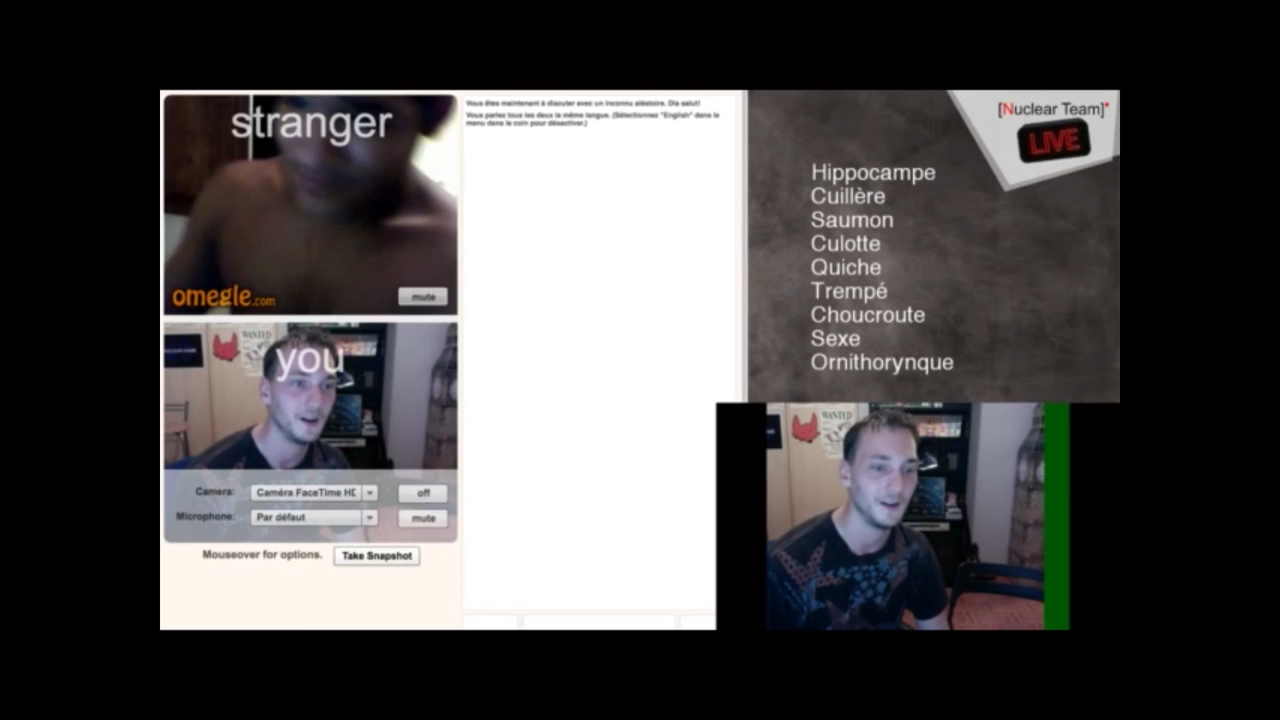 stranger
omegle.com
mute
WANTED
you
Camera: Caméra FaceTime HD off
Microphone: Par défaut mute
Mouseover for options. Take Snapshot
Vous êtes maintenant à discuter avec un inconnu aléatoire. Dis salut!
Vous parlez tous les deux la même langue. (Sélectionnez "English" dans le
menu dans le coin pour désactiver.)
[Nuclear Team]
LIVE
Hippocampe
Cuillère
Saumon
Culotte
Quiche
Trempé
Choucroute
Sexe
Ornithorynque
WANTED